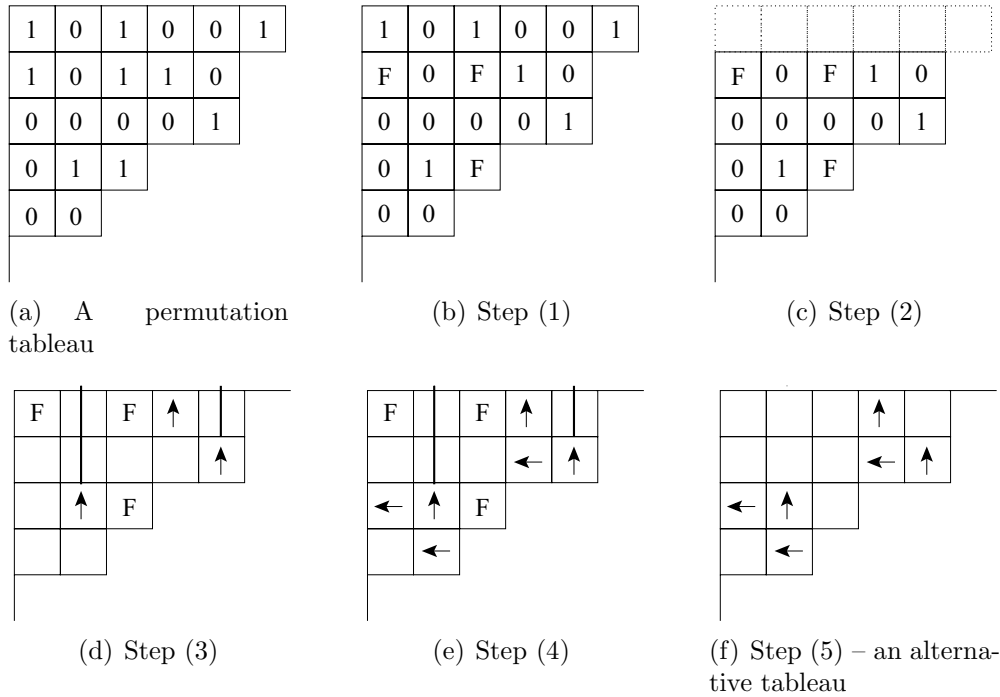 1 0 1 0 0 1
1 0 1 1 0
0 0 0 0 1
0 1 1
0 0
(a) A permutation
tableau
1 0 1 0 0 1
F 0 F 1 0
0 0 0 0 1
0 1 F
0 0
(b) Step (1)
F 0 F 1 0
0 0 0 0 1
0 1 F
0 0
(c) Step (2)
F F
F
(d) Step (3)
F F
F
(e) Step (4)
(f) Step (5) – an alterna-
tive tableau